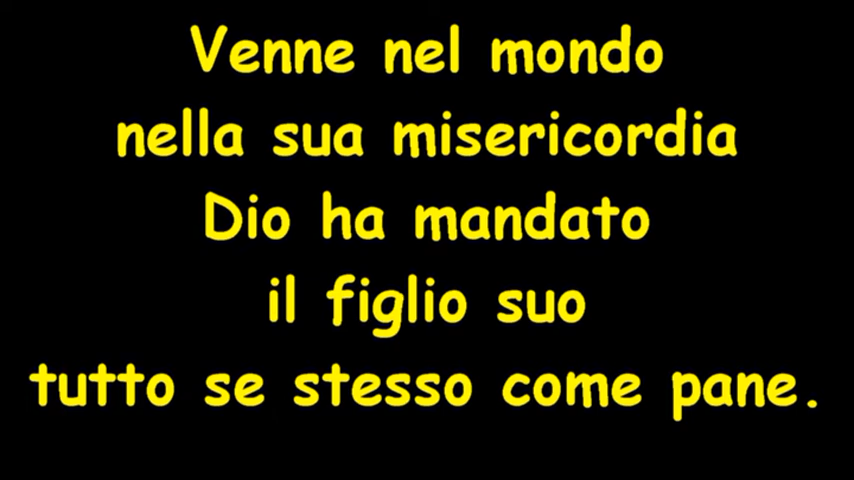 Venne nel mondo
nella sua misericordia
Dio ha mandato
il figlio suo
tutto se stesso come pane.